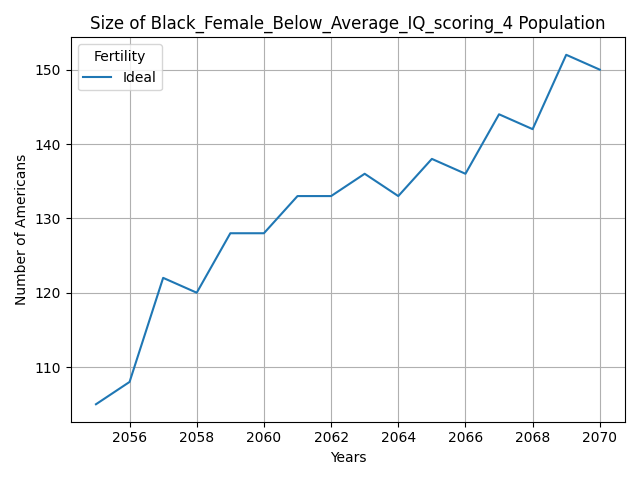 Size of Black_Female_Below_Average_IQ_scoring_4 Population
Fertility
Ideal
Number of Americans
150
140
130
120
110
2056 2058 2060 2062 2064 2066 2068 2070
Years